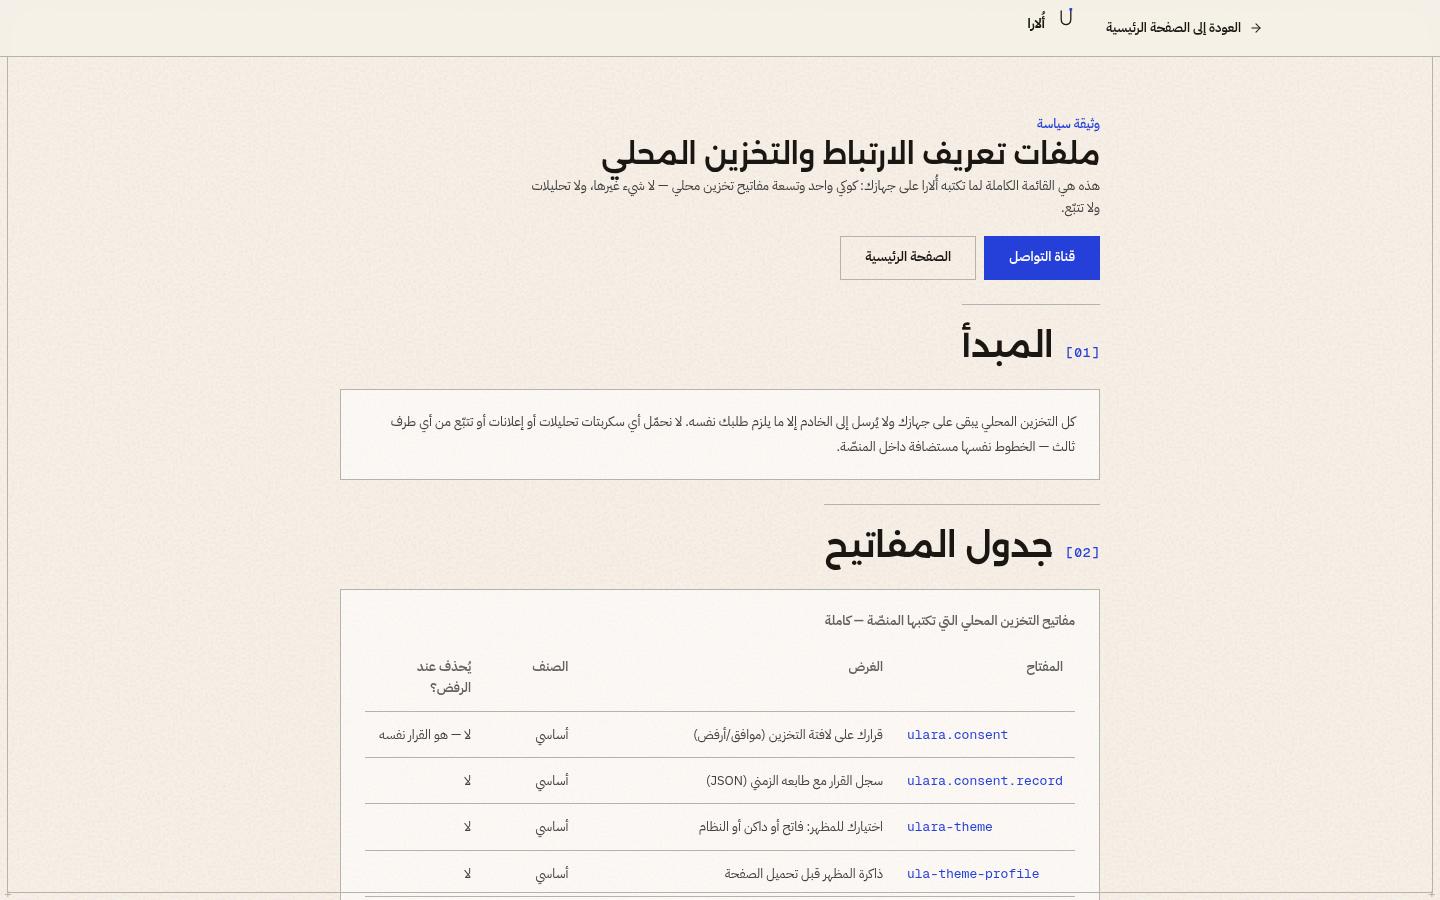 العودة إلى الصفحة الرئيسية
ألارا
وثيقة سياسة
ملفات تعريف الارتباط والتخزين المحلي
هذه هي القائمة الكاملة لما تكتبه ألارا على جهازك: كوكي واحد وتسعة مفاتيح تخزين محلي — لا شيء غيرها، ولا تحليلات
ولا تتبّع.
قناة التواصل
الصفحة الرئيسية
[01] المبدأ
كل التخزين المحلي يبقى على جهازك ولا يُرسل إلى الخادم إلا ما يلزم طلبك نفسه. لا نحمّل أي سكربتات تحليلات أو إعلانات أو تتبّع من أي طرف
ثالث — الخطوط نفسها مستضافة داخل المنصّة.
[02] جدول المفاتيح
مفاتيح التخزين المحلي التي تكتبها المنصّة — كاملة
المفتاح الغرض الصنف يُحذف عند
الرفض؟
ulara.consent قرارك على لافتة التخزين (موافق/أرفض) أساسي لا — هو القرار نفسه
ulara.consent.record سجل القرار مع طابعه الزمني (JSON) أساسي لا
ulara-theme اختيارك للمظهر: فاتح أو داكن أو النظام أساسي لا
ula-theme-profile ذاكرة المظهر قبل تحميل الصفحة أساسي لا